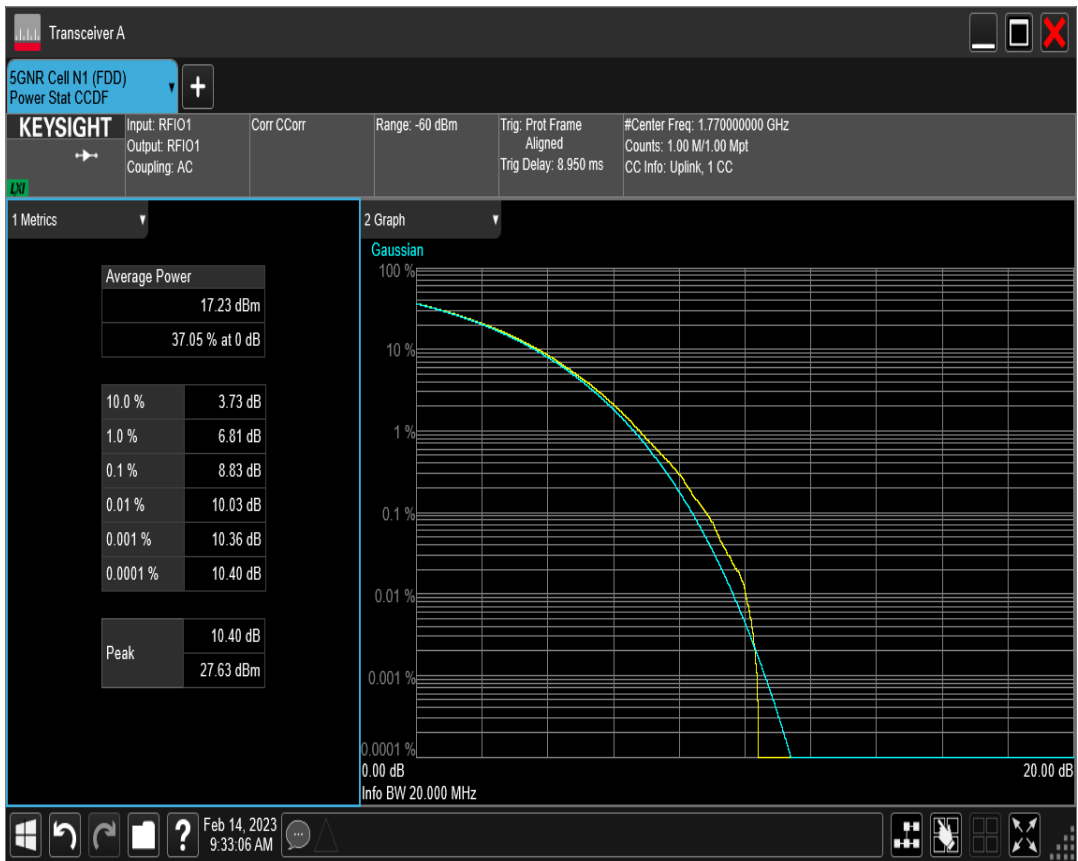 Transceiver A
5GNR Cell N1 (FDD)
Power Stat CCDF
+
KEYSIGHT
LXI
Input: RFIO1
Output: RFIO1
Coupling: AC
Corr CCorr
Range: -60 dBm
Trig: Prot Frame
Aligned
Trig Delay: 8.950 ms
#Center Freq: 1.770000000 GHz
Counts: 1.00 M/1.00 Mpt
CC Info: Uplink, 1 CC
1 Metrics
Average Power
17.23 dBm
37.05 % at 0 dB
10.0 % 3.73 dB
1.0 % 6.81 dB
0.1 % 8.83 dB
0.01 % 10.03 dB
0.001 % 10.36 dB
0.0001 % 10.40 dB
Peak
10.40 dB
27.63 dBm
2 Graph
Gaussian
100 %
10 %
1 %
0.1 %
0.01 %
0.001 %
0.0001 %
0.00 dB 20.00 dB
Info BW 20.000 MHz
?
Feb 14, 2023
9:33:06 AM